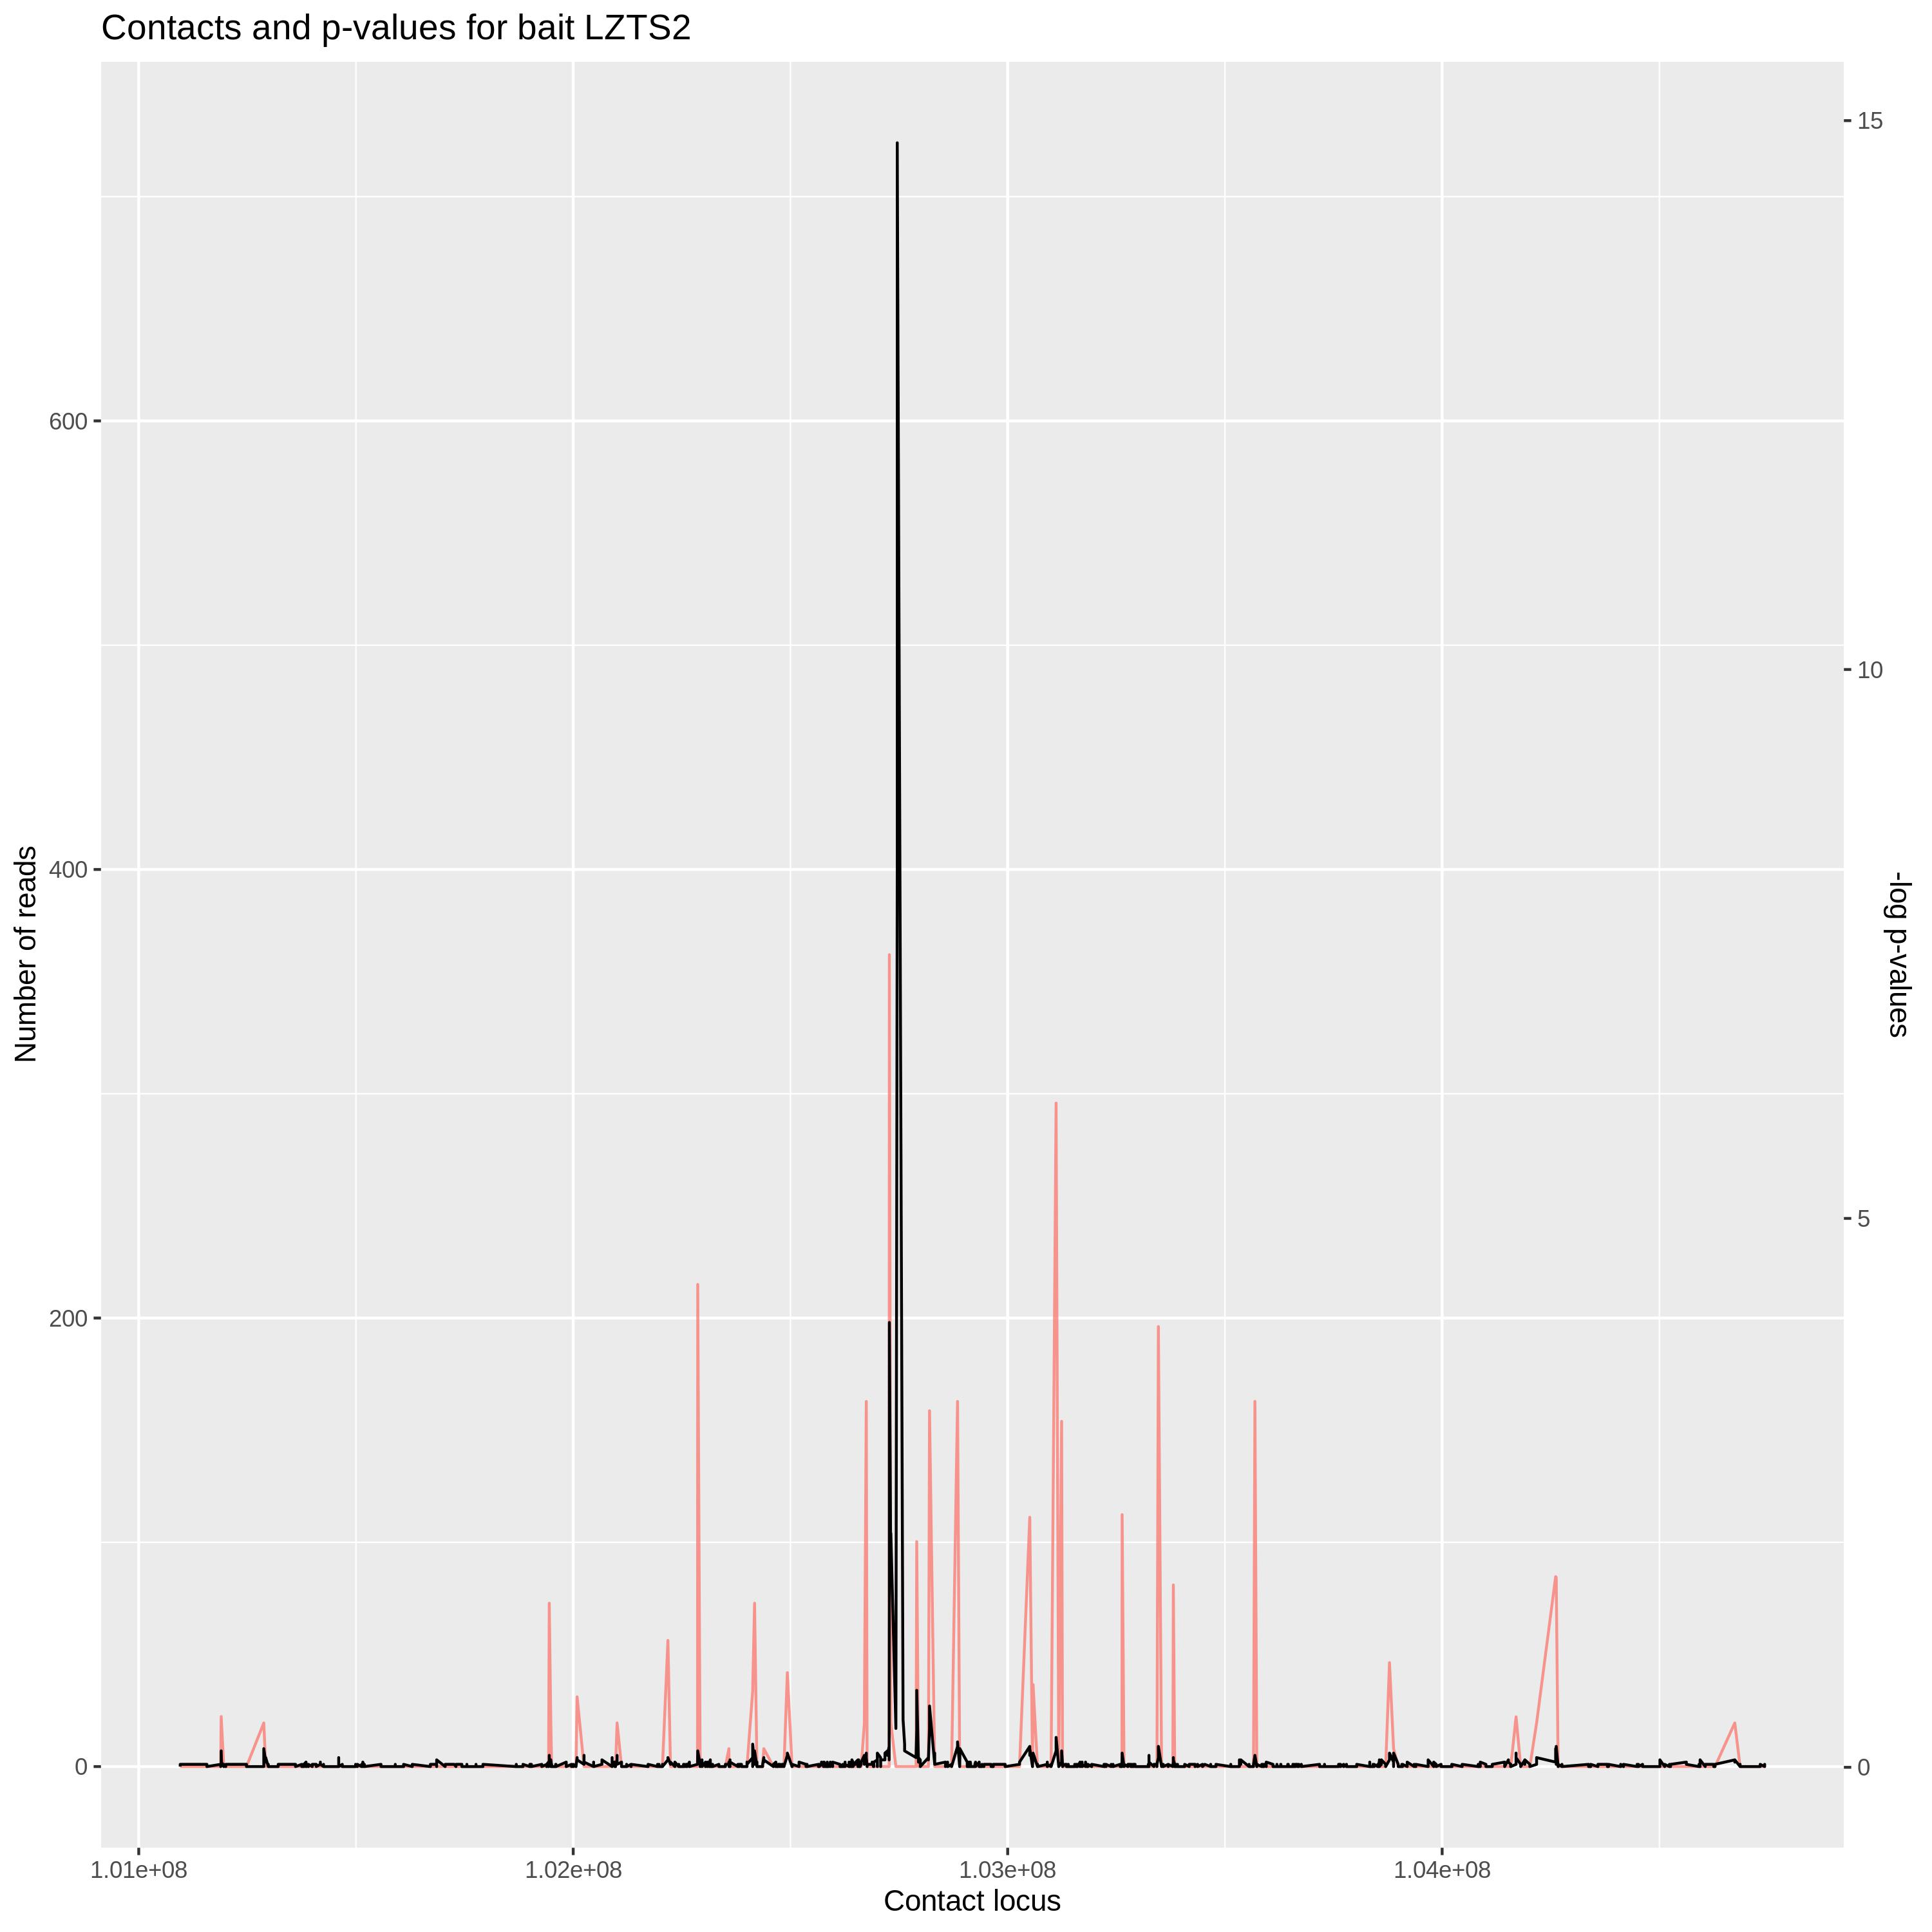 Contacts and p-values for bait LZTS2
15
600
10
400
Number of reads
-log p-values
5
200
0
0
1.01e+08
1.02e+08
1.03e+08
1.04e+08
Contact locus